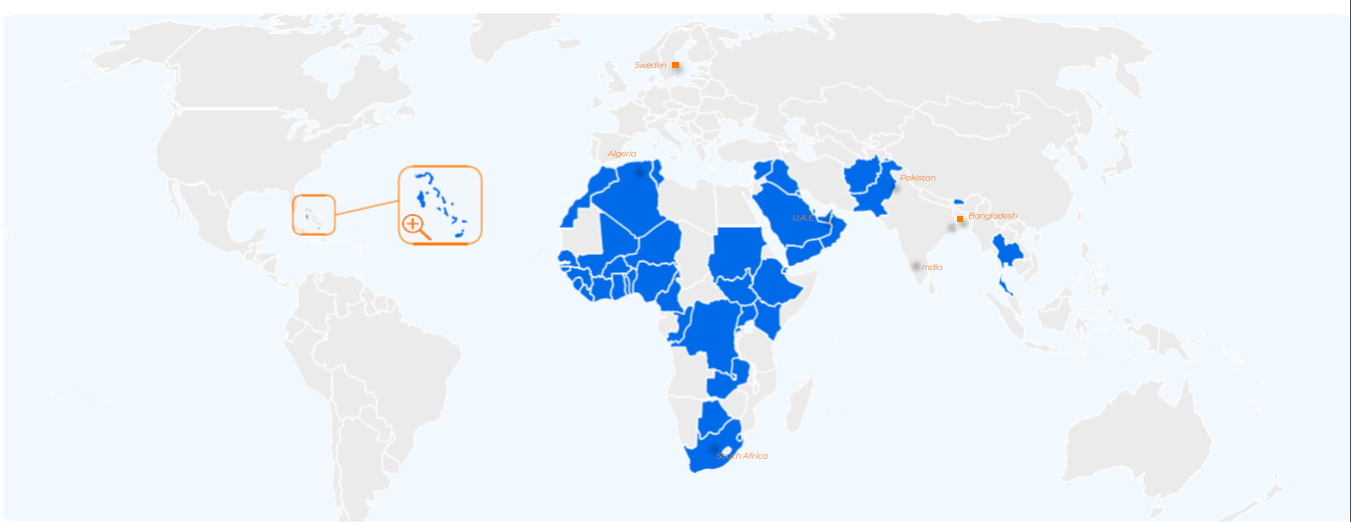 Sweden
Algeria
Pakistan
U.A.E
Bangladesh
India
South Africa